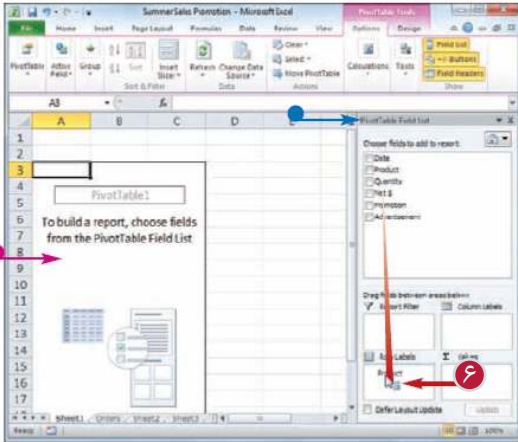 SummerSales Promotion - Microsoft Excel
PivotTable Tools
File Home Insert Page Layout Formulas Data Review View Options Design
PivotTable Active Field Group Sort Insert Slicer Refresh Change Data Source Clear Calculations Tools Field List
Select +/- Buttons
Move PivotTable Field Headers
Sort & Filter Data Actions Show
A3 fx
PivotTable Field List
A B C D
Choose fields to add to report:
1
2
3
4
5
6
7
8
9
10
11
12
13
14
15
16
17
PivotTable1
To build a report, choose fields
from the PivotTable Field List
Date
Product
Quantity
Net $
Promotion
Advertisement
Drag fields between areas below:
Report Filter Column Labels
Row Labels Σ Values
Product
۶
Defer Layout Update Update
Sheet1 Orders Sheet2 Sheet3
Ready 100%